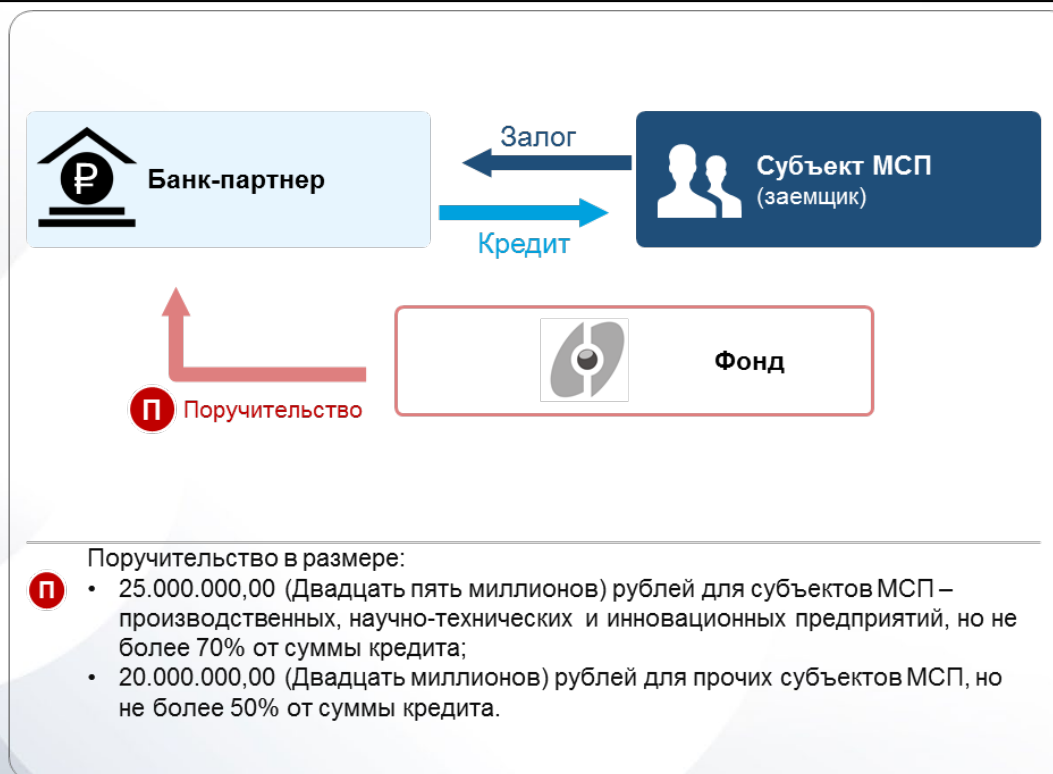 Залог
Банк-партнер
Субъект МСП
(заемщик)
Кредит
Фонд
П Поручительство
Поручительство в размере:
П
• 25.000.000,00 (Двадцать пять миллионов) рублей для субъектов МСП –
производственных, научно-технических и инновационных предприятий, но не
более 70% от суммы кредита;
• 20.000.000,00 (Двадцать миллионов) рублей для прочих субъектов МСП, но
не более 50% от суммы кредита.